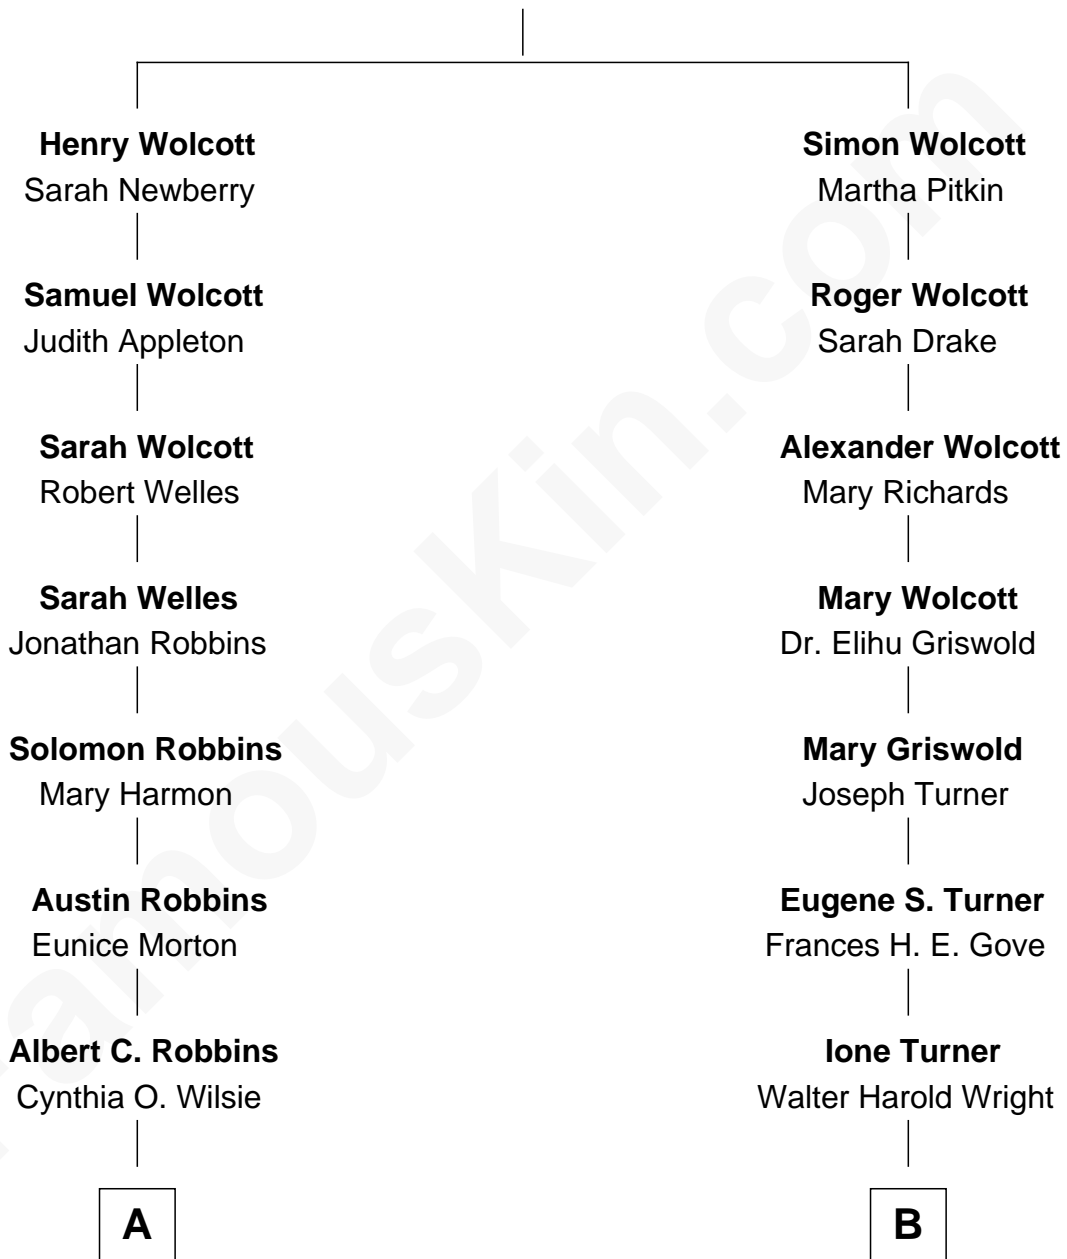 Henry Wolcott
Sarah Newberry
Samuel Wolcott
Judith Appleton
Sarah Wolcott
Robert Welles
Sarah Welles
Jonathan Robbins
Solomon Robbins
Mary Harmon
Austin Robbins
Eunice Morton
Albert C. Robbins
Cynthia O. Wilsie
A
Simon Wolcott
Martha Pitkin
Roger Wolcott
Sarah Drake
Alexander Wolcott
Mary Richards
Mary Wolcott
Dr. Elihu Griswold
Mary Griswold
Joseph Turner
Eugene S. Turner
Frances H. E. Gove
Ione Turner
Walter Harold Wright
B
FamousKin.com